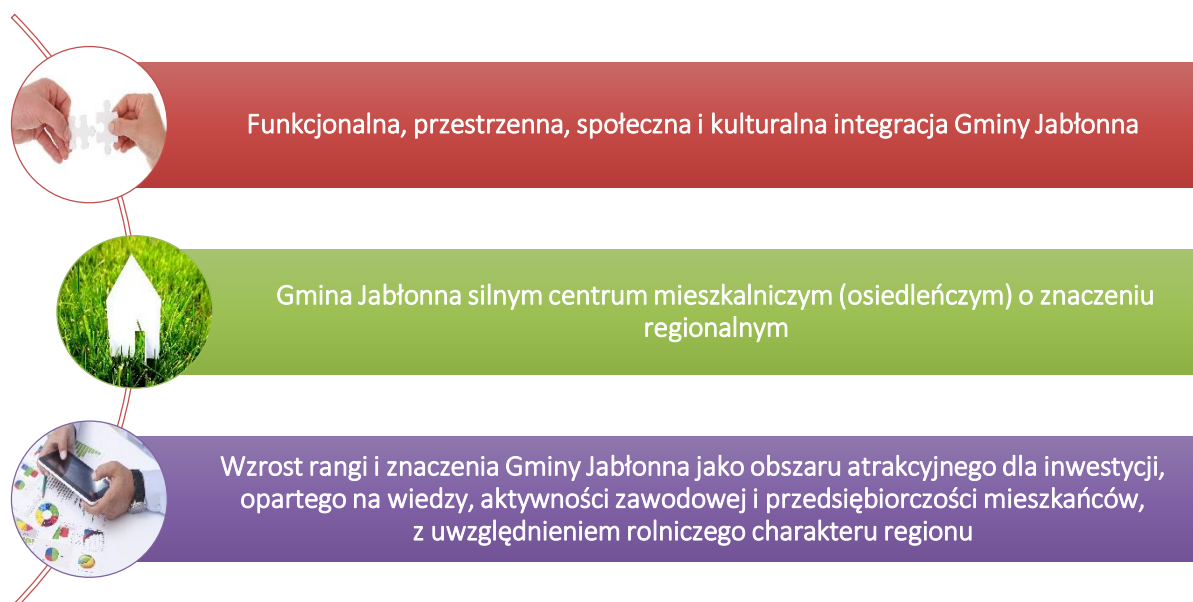 Funkcjonalna, przestrzenna, społeczna i kulturalna integracja Gminy Jabłonna
Gmina Jabłonna silnym centrum mieszkalniczym (osiedleńczym) o znaczeniu
regionalnym
Wzrost rangi i znaczenia Gminy Jabłonna jako obszaru atrakcyjnego dla inwestycji,
opartego na wiedzy, aktywności zawodowej i przedsiębiorczości mieszkańców,
z uwzględnieniem rolniczego charakteru regionu